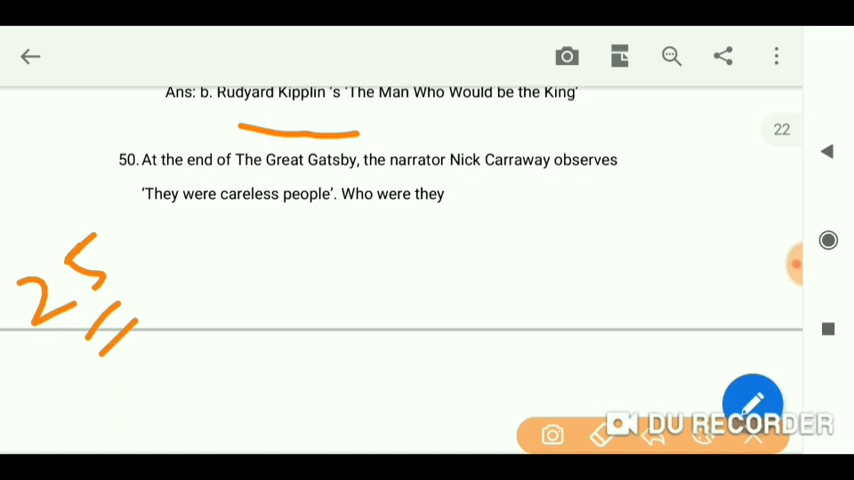 Ans: b. Rudyard Kipplin 's 'The Man Who Would be the King'
22
50. At the end of The Great Gatsby, the narrator Nick Carraway observes
'They were careless people'. Who were they
25
DU RECORDER